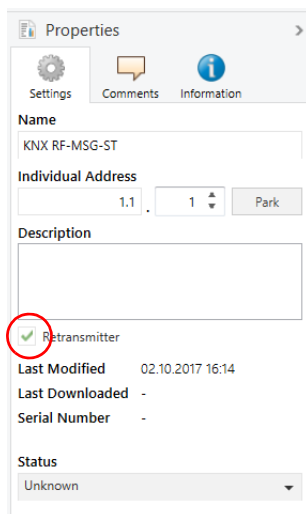 Properties
Settings Comments Information
Name
KNX RF-MSG-ST
Individual Address
1.1 . 1 Park
Description
Retransmitter
Last Modified 02.10.2017 16:14
Last Downloaded -
Serial Number -
Status
Unknown